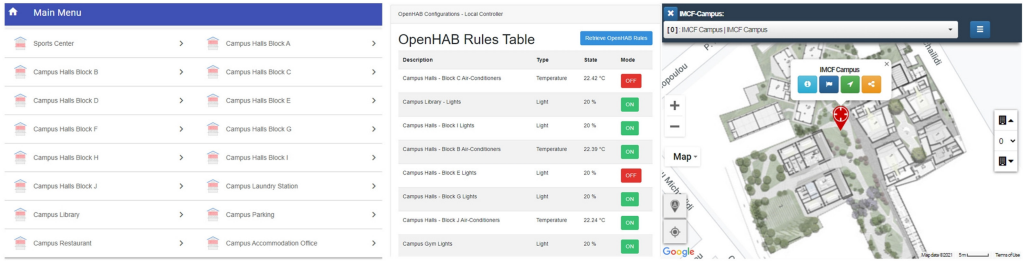 Main Menu
Sports Center
Campus Halls Block A
Campus Halls Block B
Campus Halls Block C
Campus Halls Block D
Campus Halls Block E
Campus Halls Block F
Campus Halls Block G
Campus Halls Block H
Campus Halls Block I
Campus Halls Block J
Campus Laundry Station
Campus Library
Campus Parking
Campus Restaurant
Campus Accommodation Office
OpenHAB Configurations - Local Controller
OpenHAB Rules Table
Retrieve OpenHAB Rules
Description Type State Mode
Campus Halls - Block C Air-Conditioners Temperature 22.42 °C OFF
Campus Library - Lights Light 20 % ON
Campus Halls - Block I Lights Light 20 % ON
Campus Halls - Block B Air-Conditioners Temperature 22.39 °C ON
Campus Halls - Block E Lights Light 20 % OFF
Campus Halls - Block G Lights Light 20 % ON
Campus Halls - Block J Air-Conditioners Temperature 22.24 °C ON
Campus Gym Lights Light 20 % ON
IMCF-Campus:
[0]: IMCF Campus | IMCF Campus
IMCF Campus
Map
0
Google
Map data ©2021 5 m Terms of Use